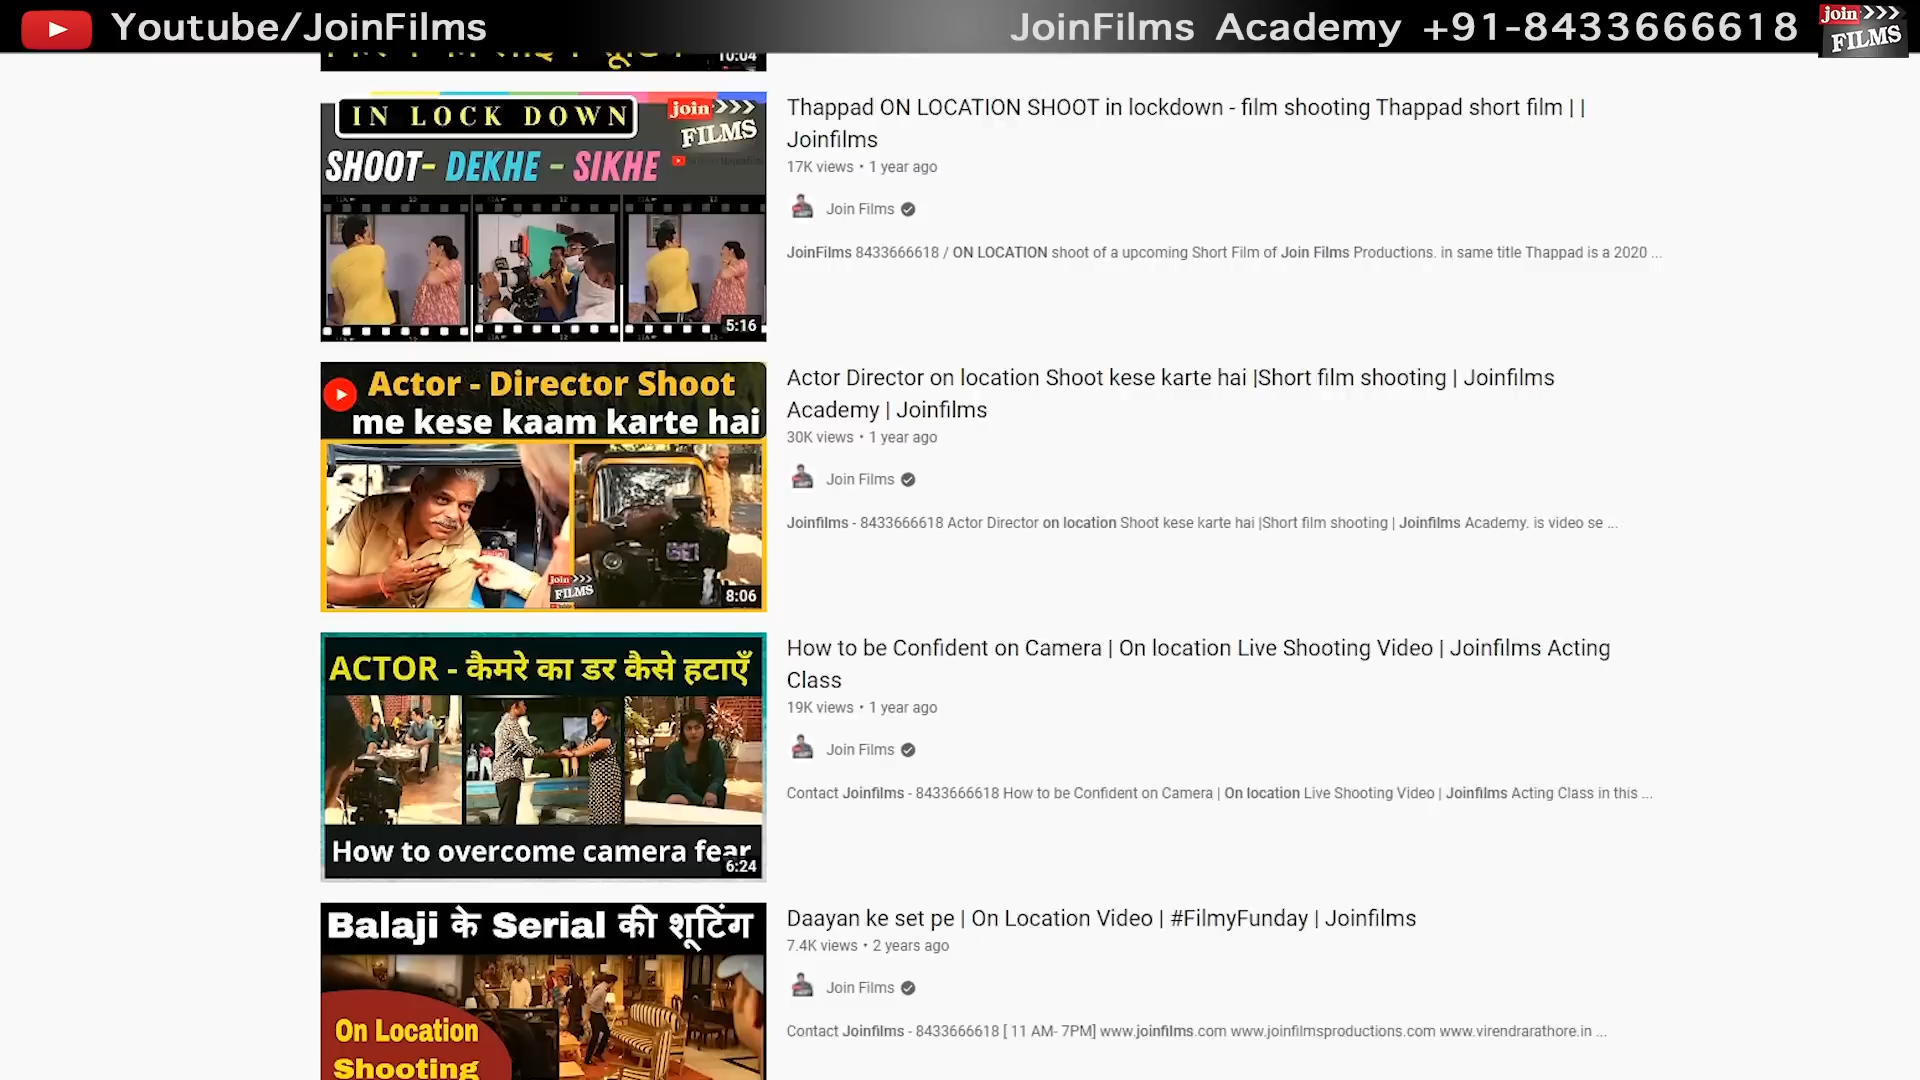 Youtube/JoinFilms
JoinFilms Academy +91-8433666618
join >>>
FILMS
10:04
IN LOCK DOWN
join >>>
FILMS
SHOOT- DEKHE - SIKHE
5:16
Thappad ON LOCATION SHOOT in lockdown - film shooting Thappad short film | |
Joinfilms
17K views • 1 year ago
Join Films
JoinFilms 8433666618 / ON LOCATION shoot of a upcoming Short Film of Join Films Productions. in same title Thappad is a 2020 ...
Actor - Director Shoot
me kese kaam karte hai
join >>>
FILMS
8:06
Actor Director on location Shoot kese karte hai |Short film shooting | Joinfilms
Academy | Joinfilms
30K views • 1 year ago
Join Films
Joinfilms - 8433666618 Actor Director on location Shoot kese karte hai |Short film shooting | Joinfilms Academy. is video se ...
ACTOR - कैमरे का डर कैसे हटाएँ
How to overcome camera fear
6:24
How to be Confident on Camera | On location Live Shooting Video | Joinfilms Acting
Class
19K views • 1 year ago
Join Films
Contact Joinfilms - 8433666618 How to be Confident on Camera | On location Live Shooting Video | Joinfilms Acting Class in this ...
Balaji के Serial की शूटिंग
On Location
Shooting
Daayan ke set pe | On Location Video | #FilmyFunday | Joinfilms
7.4K views • 2 years ago
Join Films
Contact Joinfilms - 8433666618 [ 11 AM- 7PM] www.joinfilms.com www.joinfilmsproductions.com www.virendrarathore.in ...